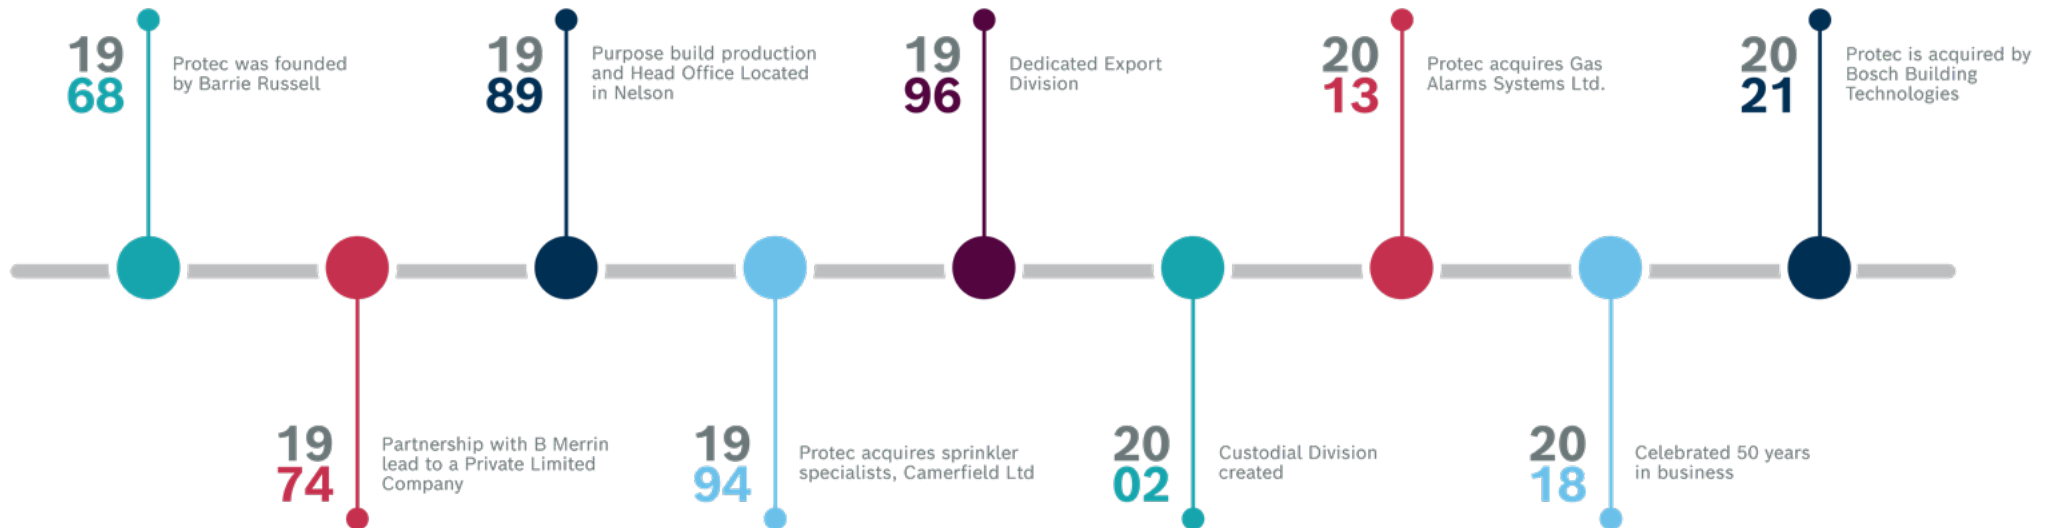 19
68
Protec was founded
by Barrie Russell
19
74
Partnership with B Merrin
lead to a Private Limited
Company
19
89
Purpose build production
and Head Office Located
in Nelson
19
94
Protec acquires sprinkler
specialists, Camerfield Ltd
19
96
Dedicated Export
Division
20
02
Custodial Division
created
20
13
Protec acquires Gas
Alarms Systems Ltd.
20
18
Celebrated 50 years
in business
20
21
Protec is acquired by
Bosch Building
Technologies